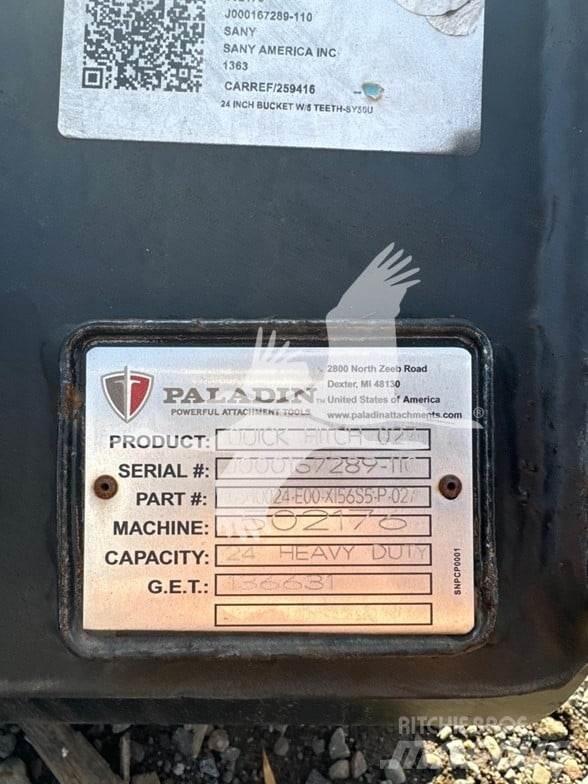 J000167289-110
SANY
SANY AMERICA INC
1363
CARREF/259416
24 INCH BUCKET W/5 TEETH-SY50U
PALADIN
POWERFUL ATTACHMENT TOOLS
2800 North Zeeb Road
Dexter, MI 48130
United States of America
www.paladinattachments.com
PRODUCT: QUICK HITCH 027
SERIAL #: J000167289-110
PART #:
MACHINE: 1502176
CAPACITY: 24 HEAVY DUTY
G.E.T.: 136631
SNPCP0001
RITCHIE BROS